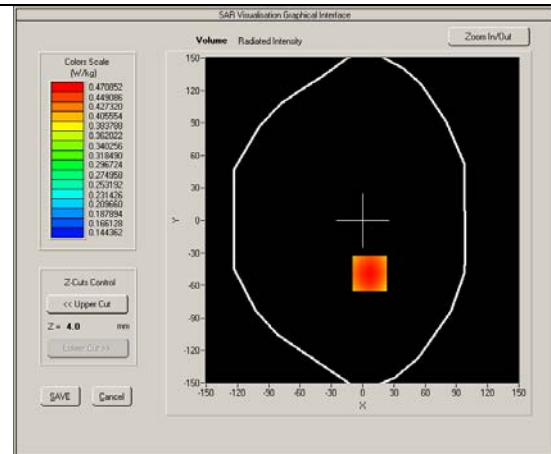 SAR Visualisation Graphical Interface
Volume Radiated Intensity
Zoom In/Out
Colors Scale
(W/kg)
0.470852
0.449086
0.427320
0.405554
0.383788
0.362022
0.340256
0.318490
0.296724
0.274958
0.253192
0.231426
0.209660
0.187894
0.166128
0.144362
Z-Cuts Control
<< Upper Cut
Z = 4.0 mm
Lower Cut >>
SAVE Cancel
150
120
90
60
30
0
-30
-60
-90
-120
-150
Y
-150 -120 -90 -60 -30 0 30 60 90 120 150
X